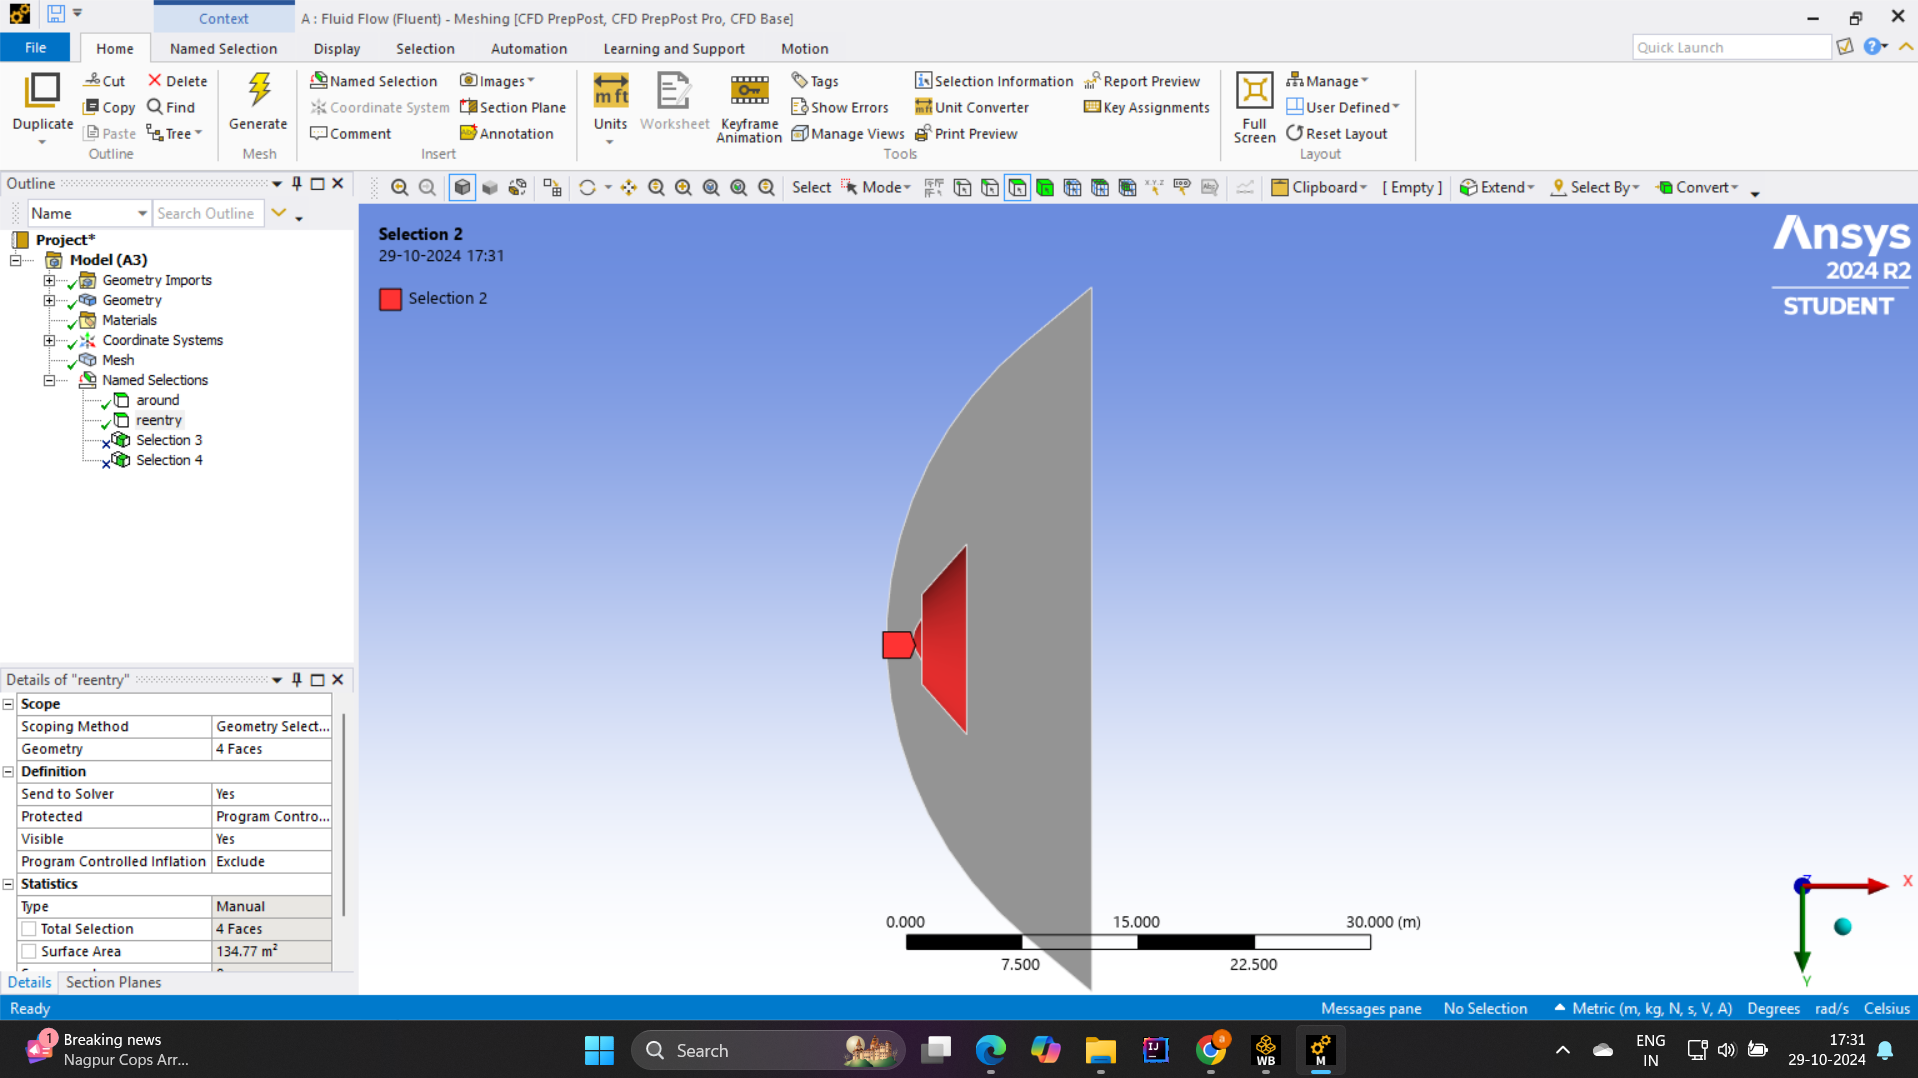 Context
A : Fluid Flow (Fluent) - Meshing [CFD PrepPost, CFD PrepPost Pro, CFD Base]
File Home Named Selection Display Selection Automation Learning and Support Motion
Quick Launch
Duplicate
Cut Delete
Copy Find
Paste Tree
Outline
Generate
Mesh
Named Selection Images
Coordinate System Section Plane
Comment Annotation
Insert
Units
Worksheet
Keyframe Animation
Tags Selection Information Report Preview
Show Errors Unit Converter Key Assignments
Manage Views Print Preview
Tools
Full Screen
Manage
User Defined
Reset Layout
Layout
Outline
Name Search Outline
Select Mode Clipboard [ Empty ] Extend Select By Convert
Project*
Model (A3)
Geometry Imports
Geometry
Materials
Coordinate Systems
Mesh
Named Selections
around
reentry
Selection 3
Selection 4
Selection 2
29-10-2024 17:31
Selection 2
Ansys
2024 R2
STUDENT
Details of "reentry"
Scope
Scoping Method Geometry Select...
Geometry 4 Faces
Definition
Send to Solver Yes
Protected Program Contro...
Visible Yes
Program Controlled Inflation Exclude
Statistics
Type Manual
Total Selection 4 Faces
Surface Area 134.77 m²
Details Section Planes
0.000 15.000 30.000 (m)
7.500 22.500
X
Y
Z
Ready
Messages pane No Selection Metric (m, kg, N, s, V, A) Degrees rad/s Celsius
1
Breaking news
Nagpur Cops Arr...
Search
ENG
IN
17:31
29-10-2024